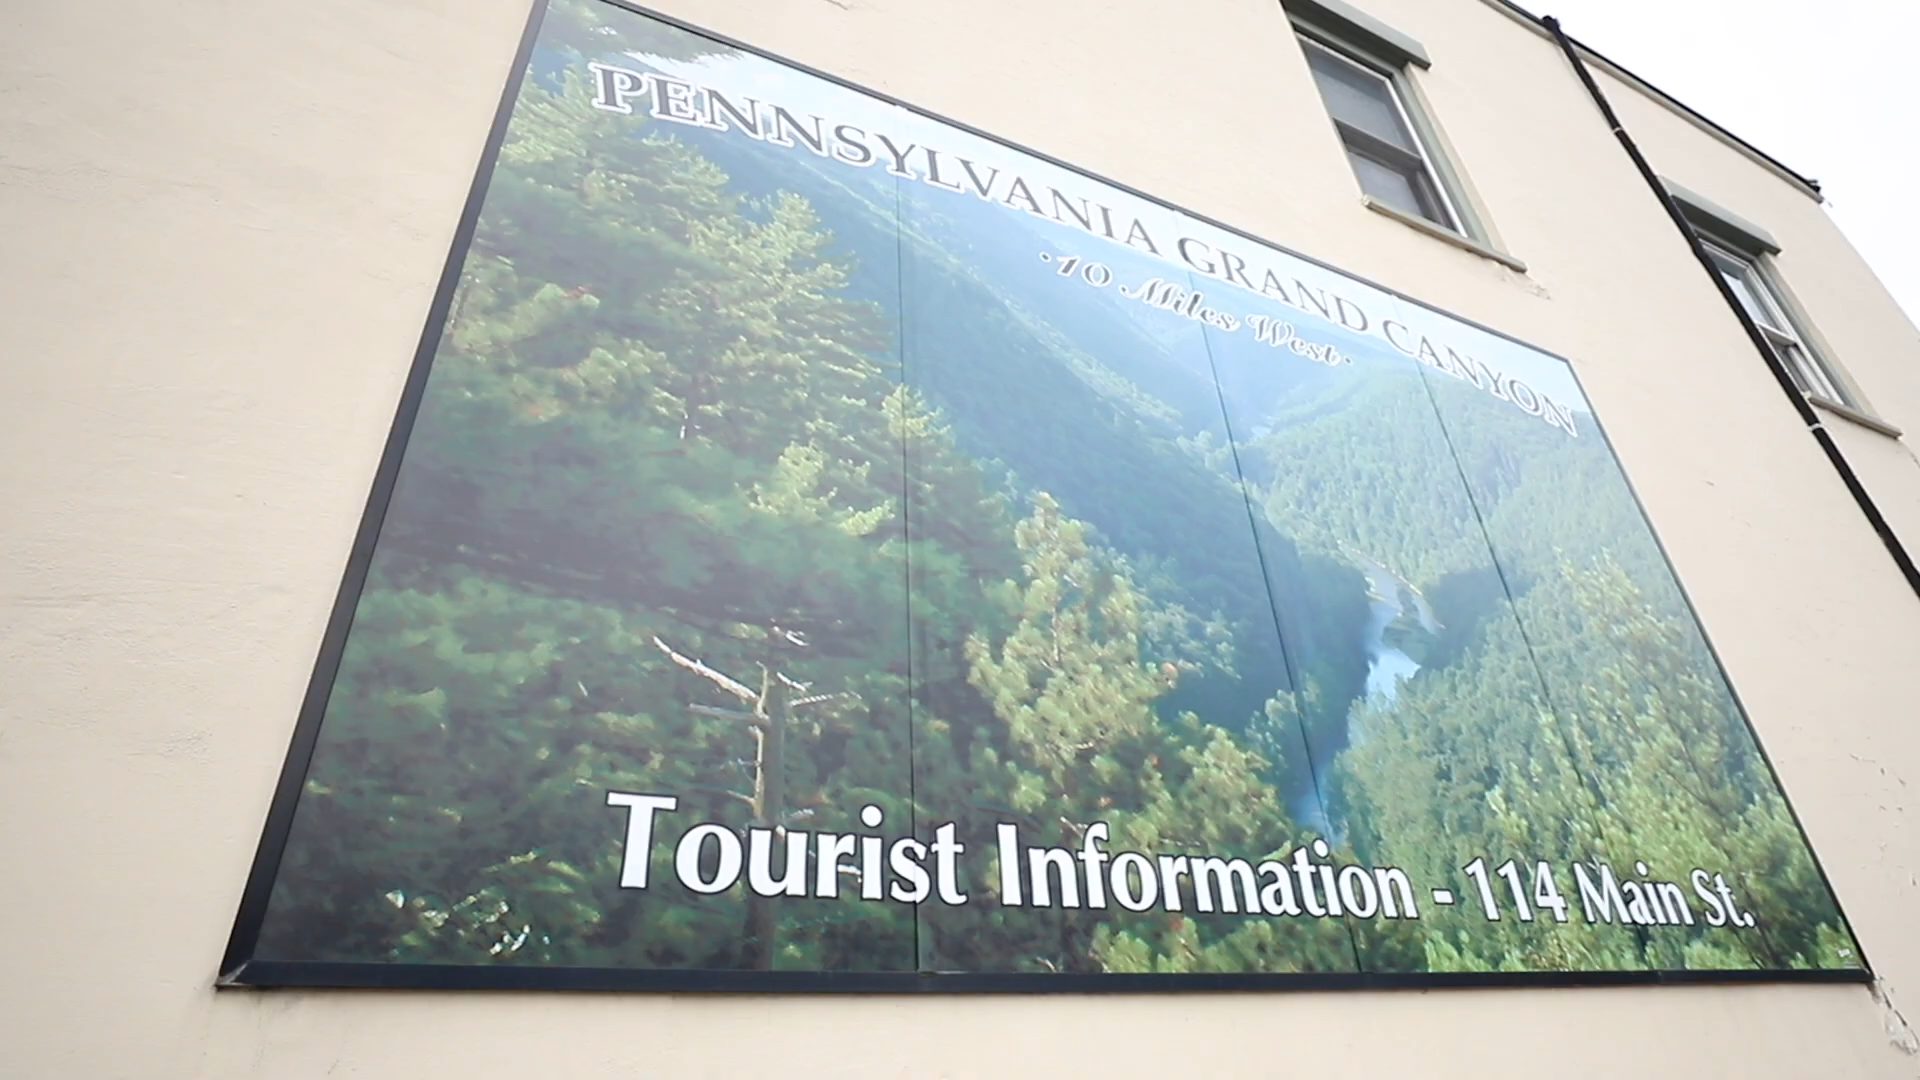 PENNSYLVANIA GRAND CANYON
·10 Miles West·
Tourist Information - 114 Main St.